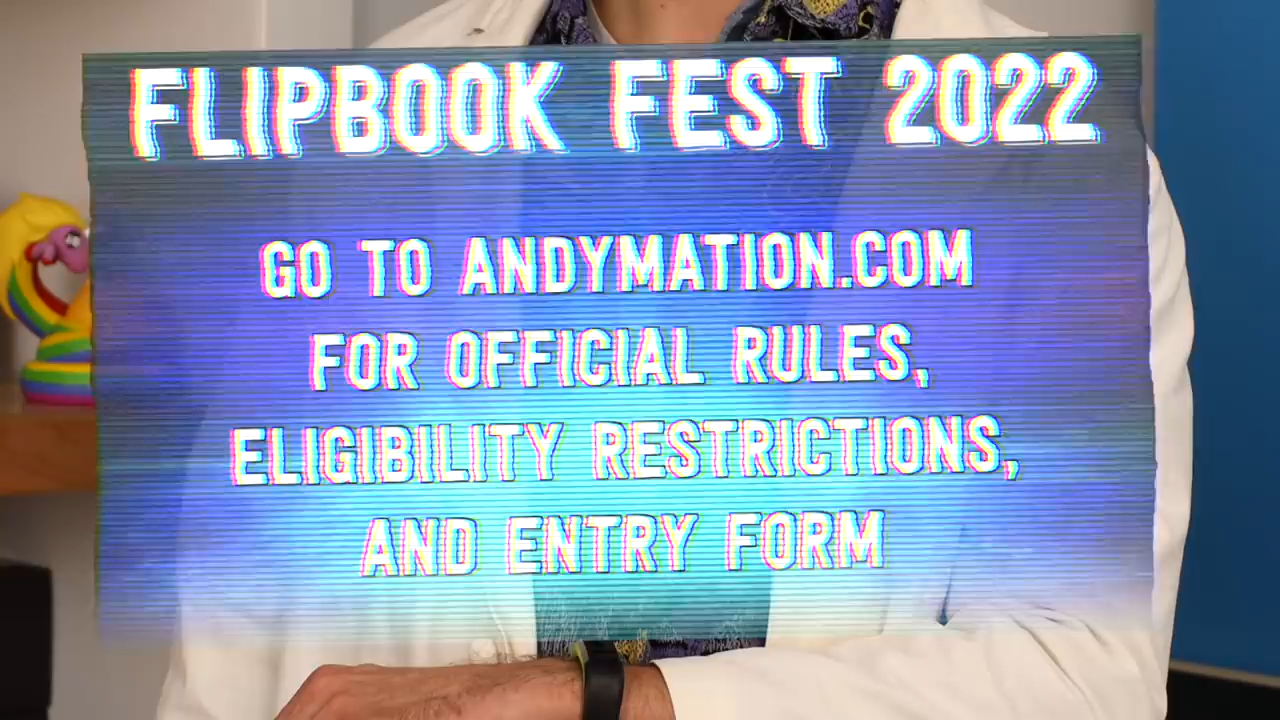 FLIPBOOK FEST 2022
GO TO ANDYMATION.COM
FOR OFFICIAL RULES,
ELIGIBILITY RESTRICTIONS,
AND ENTRY FORM